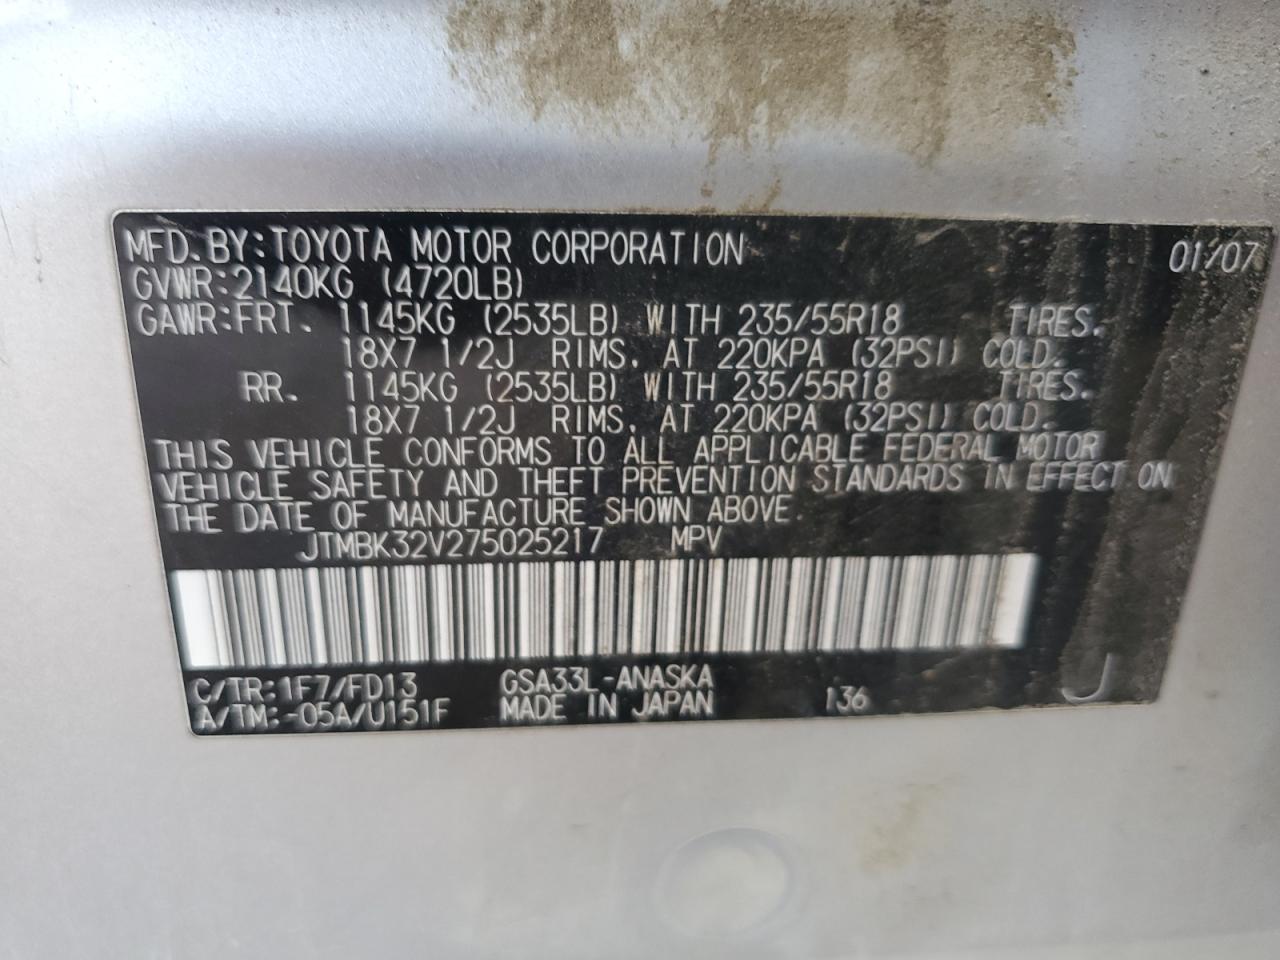 MFD.BY:TOYOTA MOTOR CORPORATION 01/07
GVWR:2140KG (4720LB)
GAWR:FRT. 1145KG (2535LB) WITH 235/55R18 TIRES.
18X7 1/2J RIMS. AT 220KPA (32PSI) COLD.
RR. 1145KG (2535LB) WITH 235/55R18 TIRES.
18X7 1/2J RIMS. AT 220KPA (32PSI) COLD.
THIS VEHICLE CONFORMS TO ALL APPLICABLE FEDERAL MOTOR
VEHICLE SAFETY AND THEFT PREVENTION STANDARDS IN EFFECT ON
THE DATE OF MANUFACTURE SHOWN ABOVE.
JTMBK32V275025217 MPV
C/TR:1F7/FD13 GSA33L-ANASKA
A/TM:-05A/U151F MADE IN JAPAN 136 J